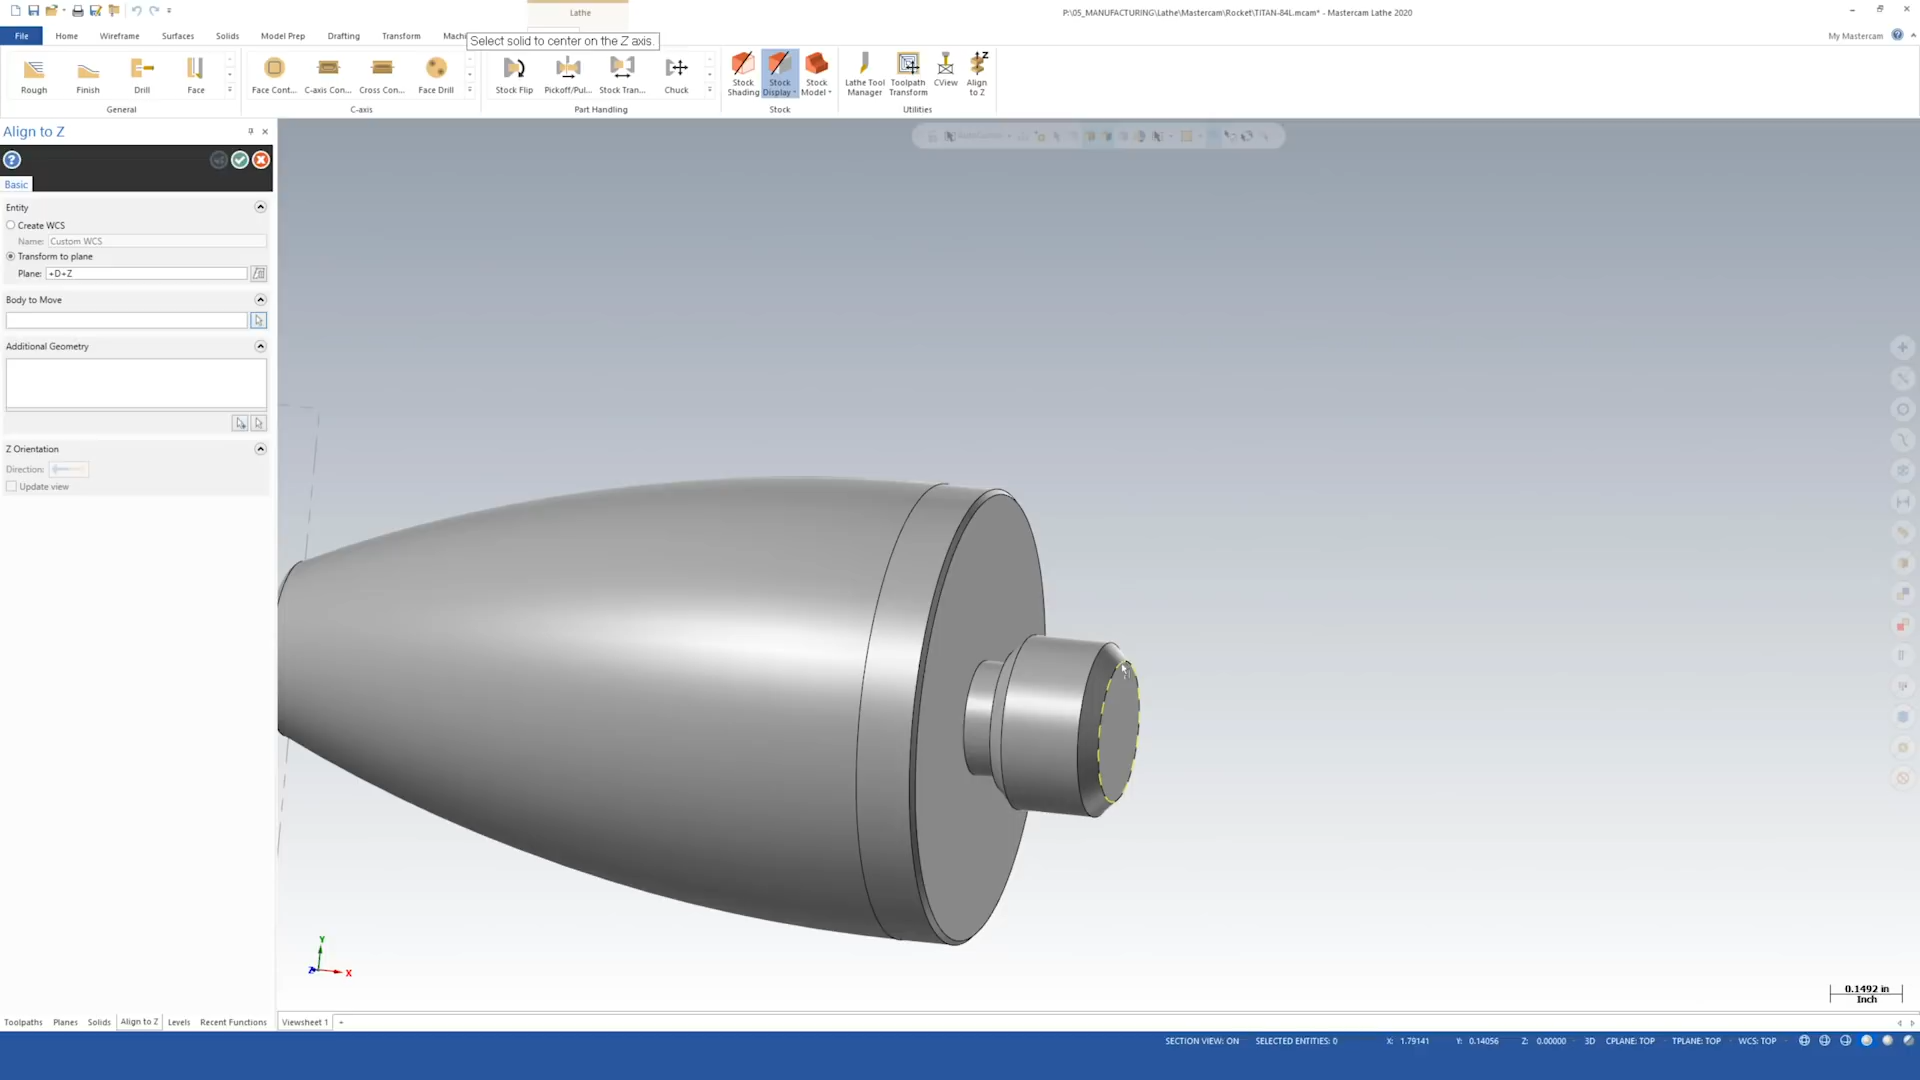 Lathe
P:\05_MANUFACTURING\Lathe\Mastercam\Rocket\TITAN-84L.mcam* - Mastercam Lathe 2020
File Home Wireframe Surfaces Solids Model Prep Drafting Transform Machi
My Mastercam
Select solid to center on the Z axis.
Rough Finish Drill Face
General
Face Cont... C-axis Con... Cross Con... Face Drill
C-axis
Stock Flip Pickoff/Pul... Stock Tran... Chuck
Part Handling
Stock Shading Stock Display Stock Model
Stock
Lathe Tool Manager Toolpath Transform CView Align to Z
Utilities
Align to Z
Basic
Entity
Create WCS
Name: Custom WCS
Transform to plane
Plane: +D+Z
Body to Move
Additional Geometry
Z Orientation
Direction:
Update view
Y
Z X
0.1492 in
Inch
Toolpaths Planes Solids Align to Z Levels Recent Functions Viewsheet 1 +
SECTION VIEW: ON SELECTED ENTITIES: 0 X: 1.79141 Y: 0.14056 Z: 0.00000 3D CPLANE: TOP TPLANE: TOP WCS: TOP